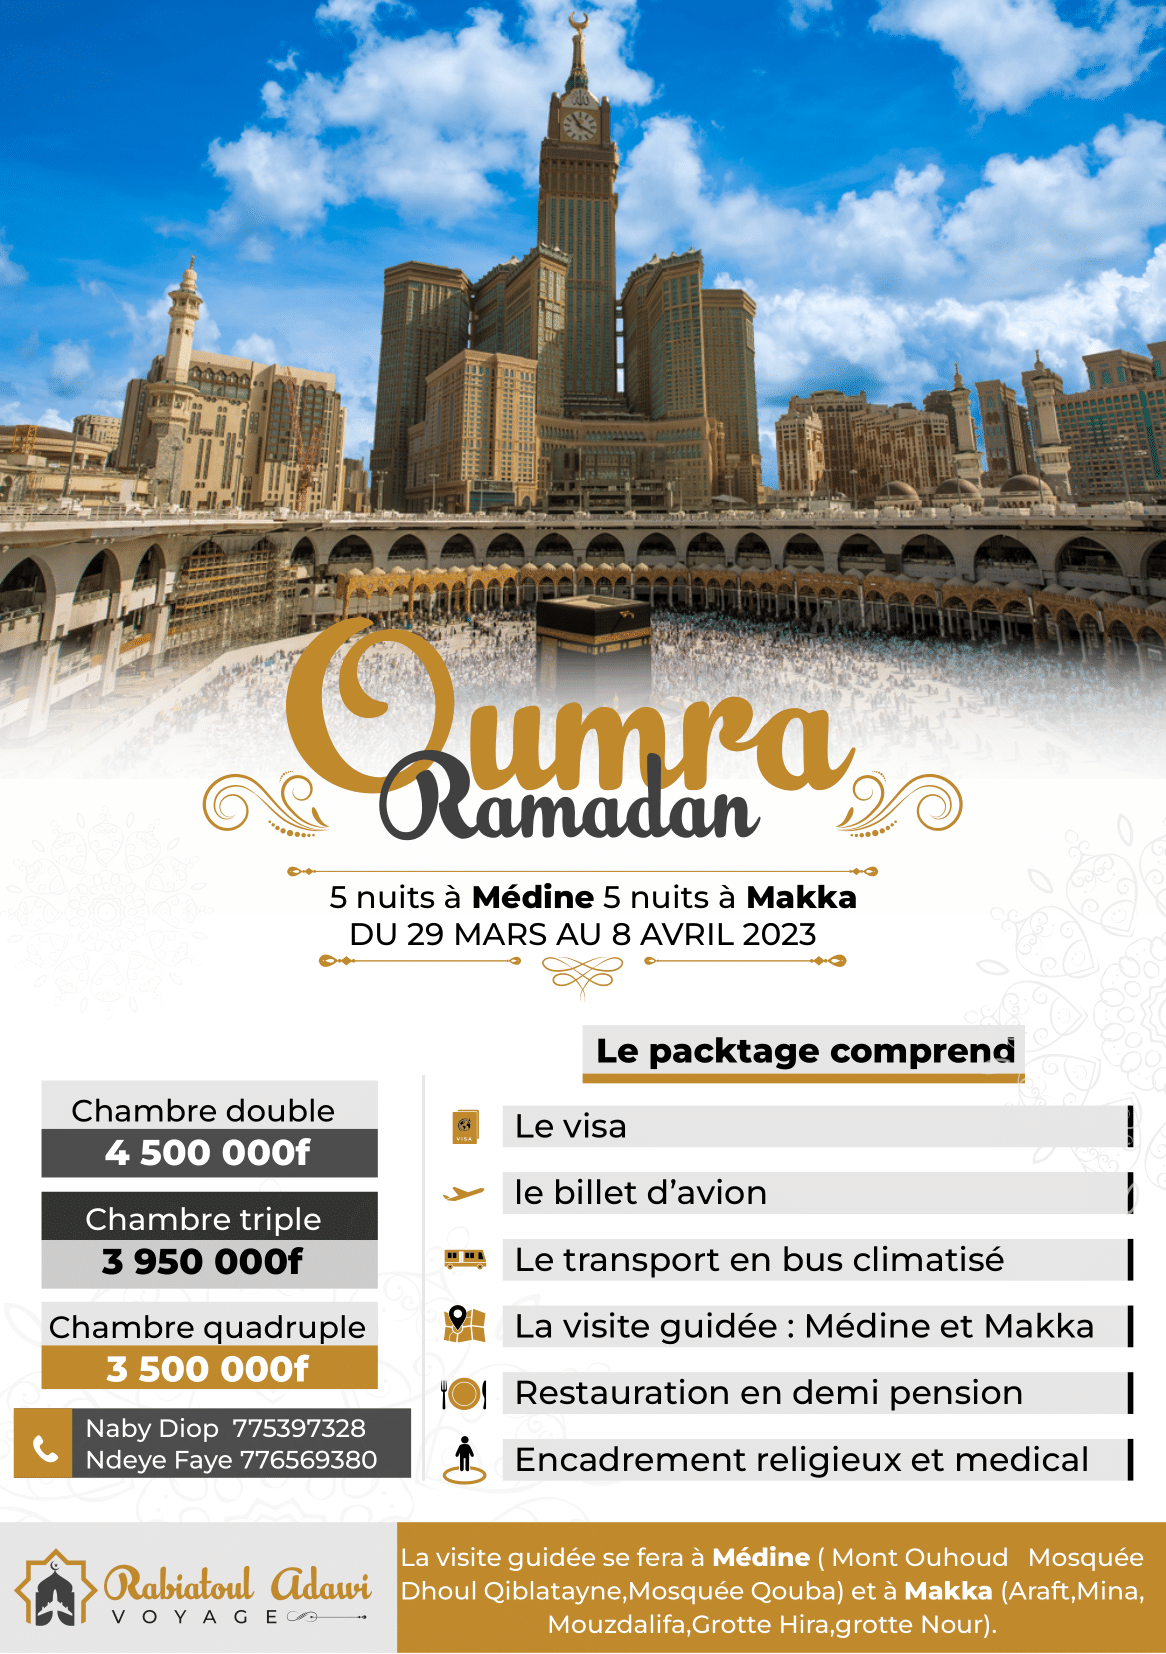 Oumra
Ramadan
5 nuits à Médine 5 nuits à Makka
DU 29 MARS AU 8 AVRIL 2023
Le packtage comprend
Chambre double
4 500 000f
Chambre triple
3 950 000f
Chambre quadruple
3 500 000f
Naby Diop 775397328
Ndeye Faye 776569380
VISA
Le visa
le billet d’avion
Le transport en bus climatisé
La visite guidée : Médine et Makka
Restauration en demi pension
Encadrement religieux et medical
Rabiatoul Adawi
VOYAGE
La visite guidée se fera à Médine ( Mont Ouhoud Mosquée
Dhoul Qiblatayne,Mosquée Qouba) et à Makka (Araft,Mina,
Mouzdalifa,Grotte Hira,grotte Nour).